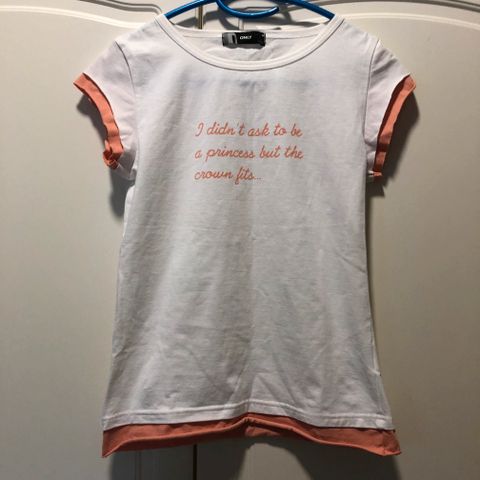 ONLY
I didn't ask to be
a princess but the
crown fits...